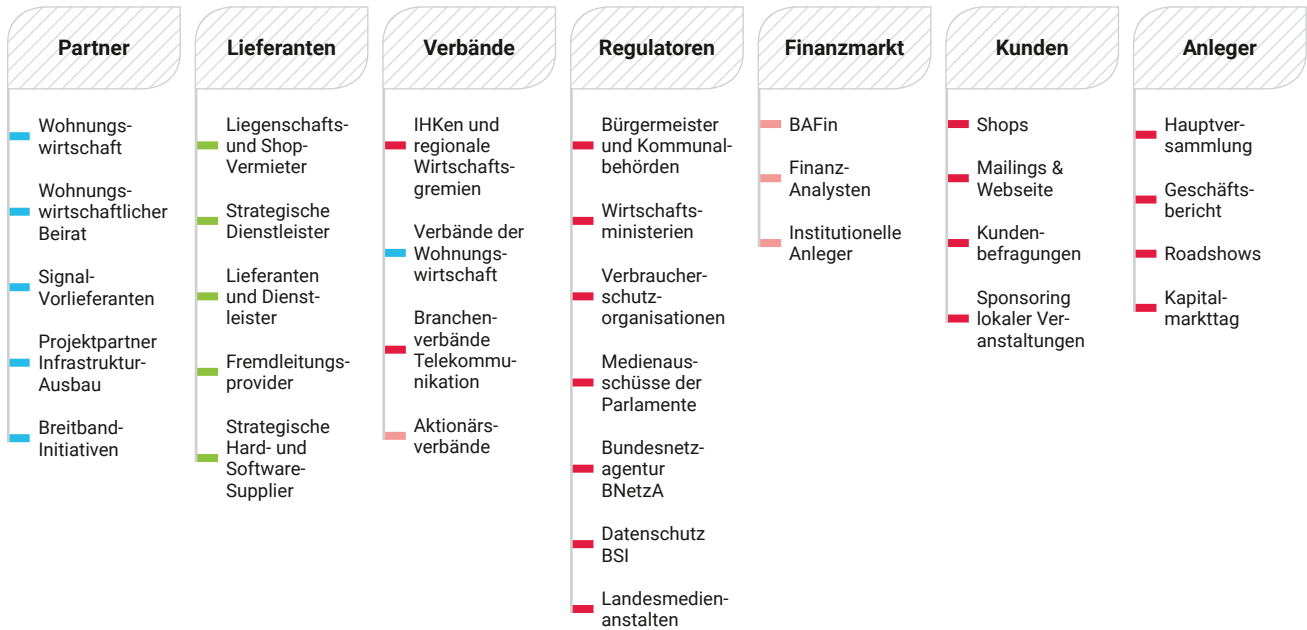 Partner
Wohnungs-
wirtschaft
Wohnungs-
wirtschaftlicher
Beirat
Signal-
Vorlieferanten
Projektpartner
Infrastruktur-
Ausbau
Breitband-
Initiativen
Lieferanten
Liegenschafts-
und Shop-
Vermieter
Strategische
Dienstleister
Lieferanten
und Dienst-
leister
Fremdleitungs-
provider
Strategische
Hard- und
Software-
Supplier
Verbände
IHKen und
regionale
Wirtschafts-
gremien
Verbände der
Wohnungs-
wirtschaft
Branchen-
verbände
Telekommu-
nikation
Aktionärs-
verbände
Regulatoren
Bürgermeister
und Kommunal-
behörden
Wirtschafts-
ministerien
Verbraucher-
schutz-
organisationen
Medienaus-
schüsse der
Parlamente
Bundesnetz-
agentur
BNetzA
Datenschutz
BSI
Landesmedien-
anstalten
Finanzmarkt
BAFin
Finanz-
Analysten
Institutionelle
Anleger
Kunden
Shops
Mailings &
Webseite
Kunden-
befragungen
Sponsoring
lokaler Ver-
anstaltungen
Anleger
Hauptver-
sammlung
Geschäfts-
bericht
Roadshows
Kapital-
markttag